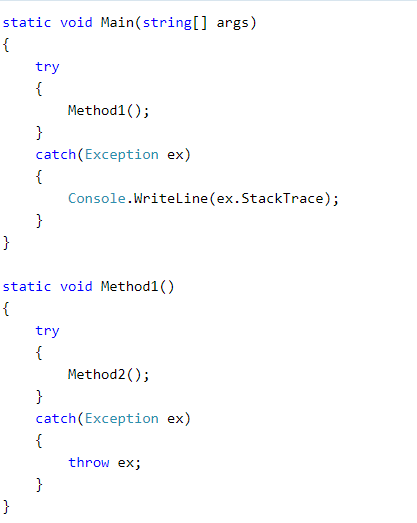 static void Main(string[] args)
{
    try
    {
        Method1();
    }
    catch(Exception ex)
    {
        Console.WriteLine(ex.StackTrace);
    }
}

static void Method1()
{
    try
    {
        Method2();
    }
    catch(Exception ex)
    {
        throw ex;
    }
}